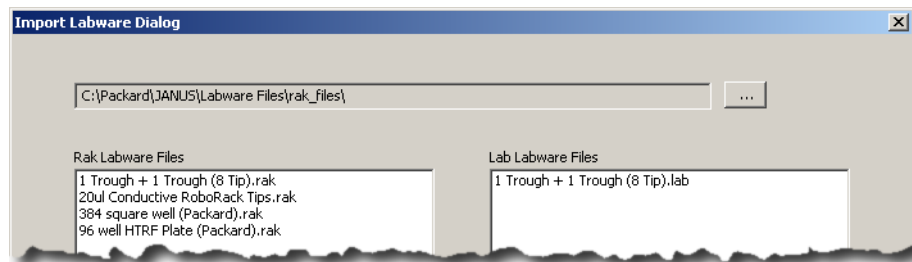 Import Labware Dialog
C:\Packard\JANUS\Labware Files\rak_files\
...
Rak Labware Files
1 Trough + 1 Trough (8 Tip).rak
20ul Conductive RoboRack Tips.rak
384 square well (Packard).rak
96 well HTRF Plate (Packard).rak
Lab Labware Files
1 Trough + 1 Trough (8 Tip).lab